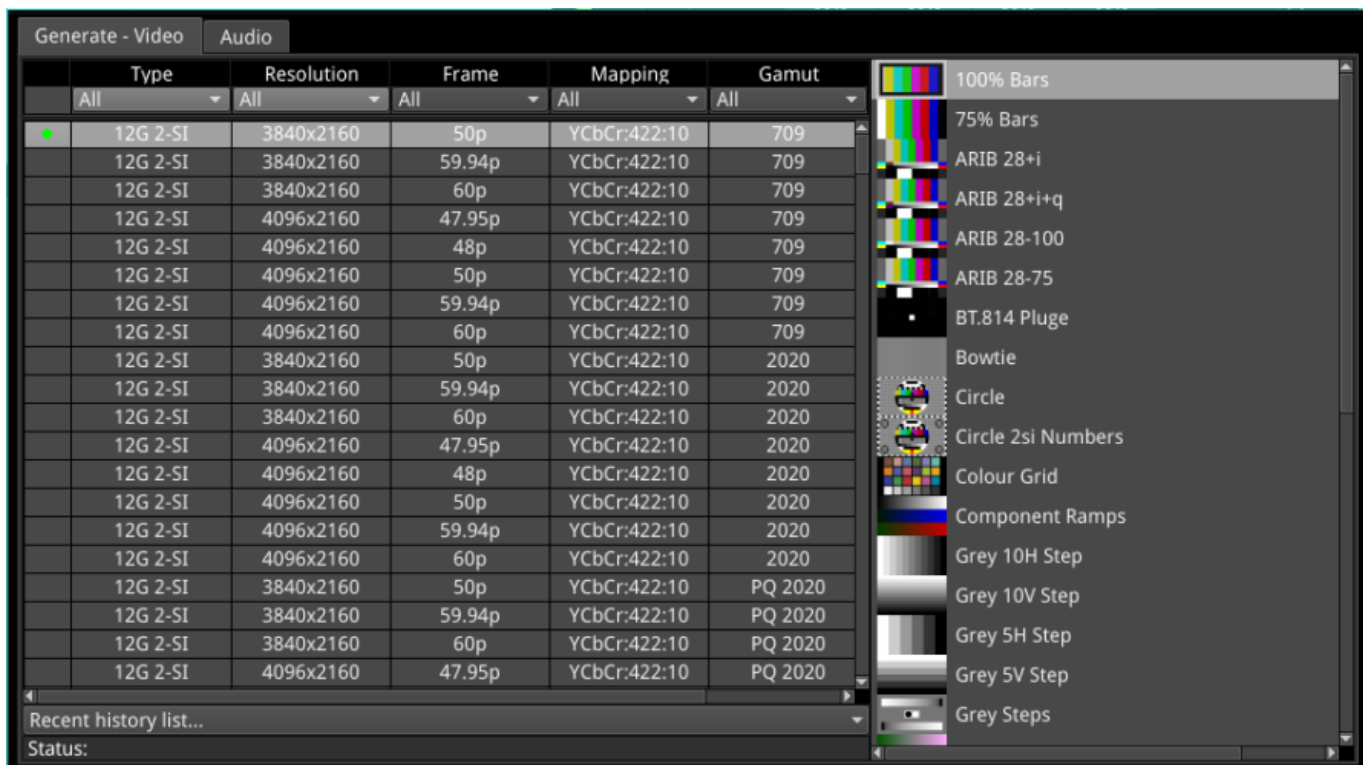 Generate - Video Audio
Type Resolution Frame Mapping Gamut
All All All All All
12G 2-SI 3840x2160 50p YCbCr:422:10 709
12G 2-SI 3840x2160 59.94p YCbCr:422:10 709
12G 2-SI 3840x2160 60p YCbCr:422:10 709
12G 2-SI 4096x2160 47.95p YCbCr:422:10 709
12G 2-SI 4096x2160 48p YCbCr:422:10 709
12G 2-SI 4096x2160 50p YCbCr:422:10 709
12G 2-SI 4096x2160 59.94p YCbCr:422:10 709
12G 2-SI 4096x2160 60p YCbCr:422:10 709
12G 2-SI 3840x2160 50p YCbCr:422:10 2020
12G 2-SI 3840x2160 59.94p YCbCr:422:10 2020
12G 2-SI 3840x2160 60p YCbCr:422:10 2020
12G 2-SI 4096x2160 47.95p YCbCr:422:10 2020
12G 2-SI 4096x2160 48p YCbCr:422:10 2020
12G 2-SI 4096x2160 50p YCbCr:422:10 2020
12G 2-SI 4096x2160 59.94p YCbCr:422:10 2020
12G 2-SI 4096x2160 60p YCbCr:422:10 2020
12G 2-SI 3840x2160 50p YCbCr:422:10 PQ 2020
12G 2-SI 3840x2160 59.94p YCbCr:422:10 PQ 2020
12G 2-SI 3840x2160 60p YCbCr:422:10 PQ 2020
12G 2-SI 4096x2160 47.95p YCbCr:422:10 PQ 2020
Recent history list...
Status:
100% Bars
75% Bars
ARIB 28+i
ARIB 28+i+q
ARIB 28-100
ARIB 28-75
BT.814 Pluge
Bowtie
Circle
Circle 2si Numbers
Colour Grid
Component Ramps
Grey 10H Step
Grey 10V Step
Grey 5H Step
Grey 5V Step
Grey Steps